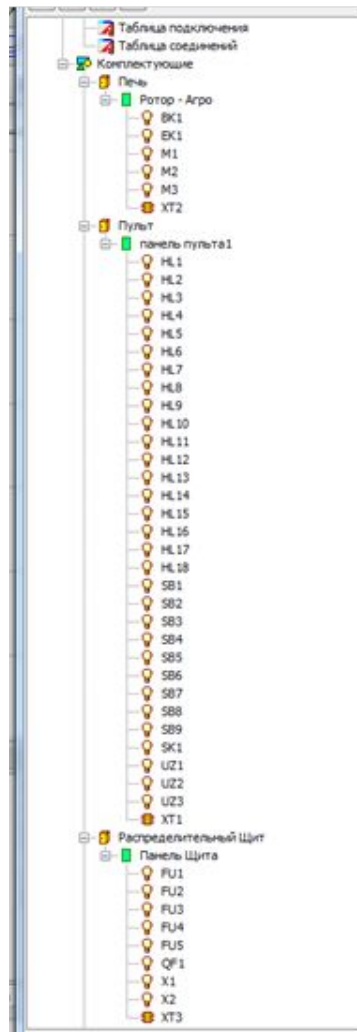 Таблица подключения
Таблица соединений
Комплектующие
Печь
Ротор - Агро
BK1
EK1
M1
M2
M3
XT2
Пульт
панель пульта1
HL1
HL2
HL3
HL4
HL5
HL6
HL7
HL8
HL9
HL10
HL11
HL12
HL13
HL14
HL15
HL16
HL17
HL18
SB1
SB2
SB3
SB4
SB5
SB6
SB7
SB8
SB9
SK1
UZ1
UZ2
UZ3
XT1
Распределительный Щит
Панель Щита
FU1
FU2
FU3
FU4
FU5
QF1
X1
X2
XT3